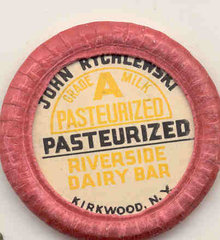 JOHN RYCHLEWSKI
GRADE A MILK
PASTEURIZED
PASTEURIZED
RIVERSIDE
DAIRY BAR
KIRKWOOD, N.Y.